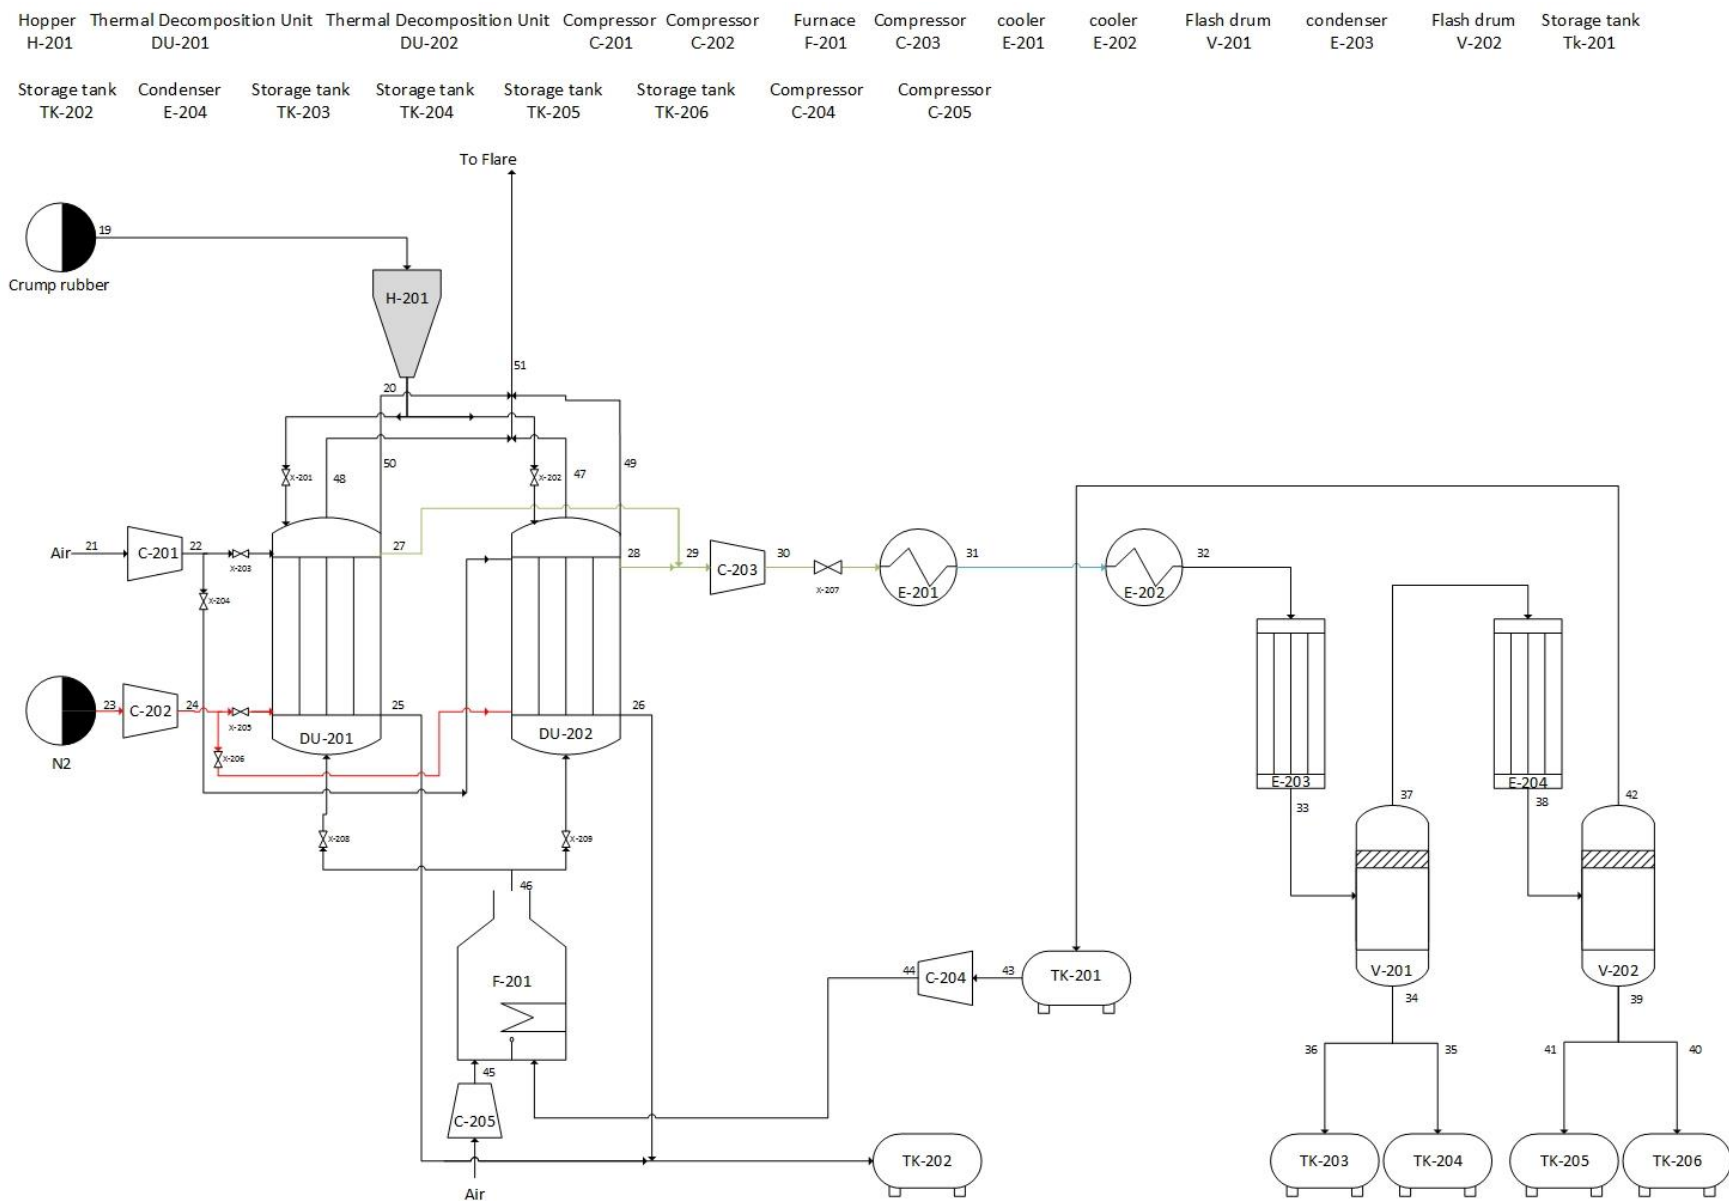 Hopper Thermal Decomposition Unit Thermal Decomposition Unit Compressor Compressor Furnace Compressor cooler cooler Flash drum condenser Flash drum Storage tank
H-201 DU-201 DU-202 C-201 C-202 F-201 C-203 E-201 E-202 V-201 E-203 V-202 Tk-201
Storage tank Condenser Storage tank Storage tank Storage tank Storage tank Compressor Compressor
TK-202 E-204 TK-203 TK-204 TK-205 TK-206 C-204 C-205
To Flare
19
Crump rubber
H-201
51
20
50
49
X-201
48
X-202
47
Air
21
C-201
22
X-203
27
28
29
C-203
30
X-207
E-201
31
E-202
32
X-204
23
C-202
24
X-205
25
26
N2
X-206
DU-201
DU-202
E-203
E-204
33
37
38
42
X-208
X-209
46
F-201
44
C-204
43
TK-201
V-201
V-202
34
39
45
C-205
36
35
41
40
TK-202
TK-203
TK-204
TK-205
TK-206
Air